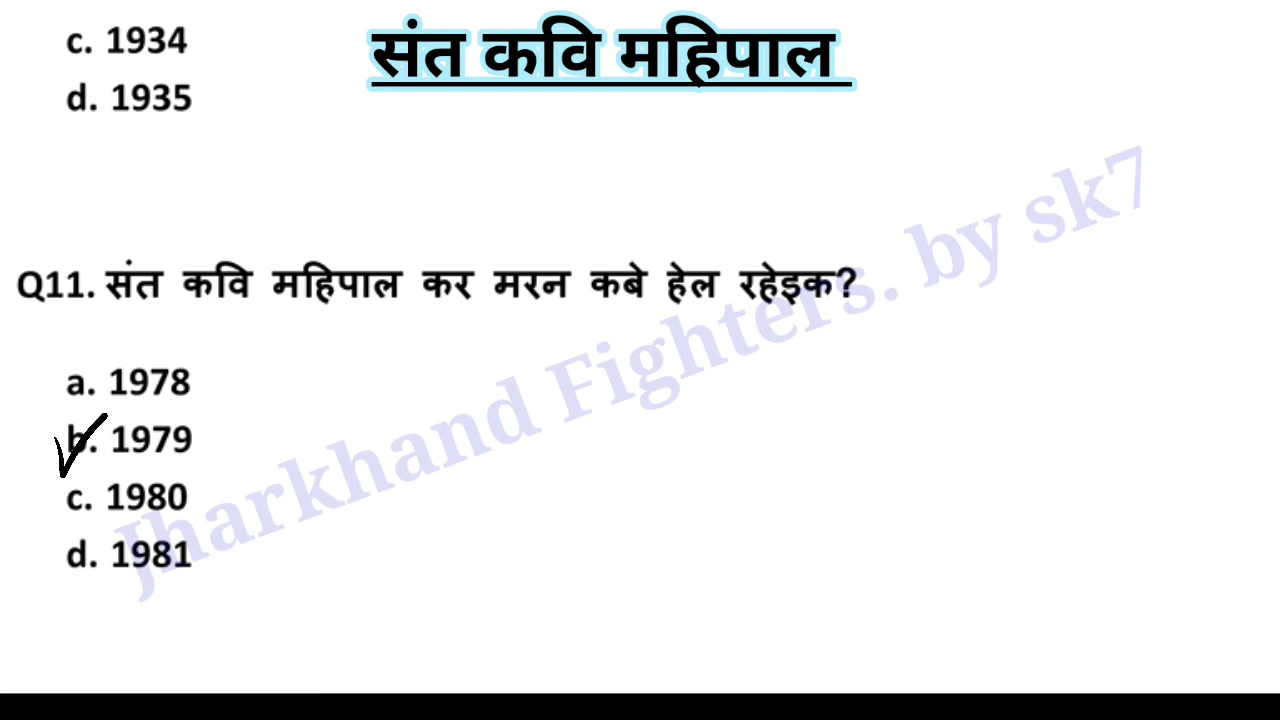 संत कवि महिपाल
c. 1934
d. 1935
Q11. संत कवि महिपाल कर मरन कबे हेल रहेइक?
a. 1978
b. 1979
c. 1980
d. 1981
Jharkhand Fighters. by sk7